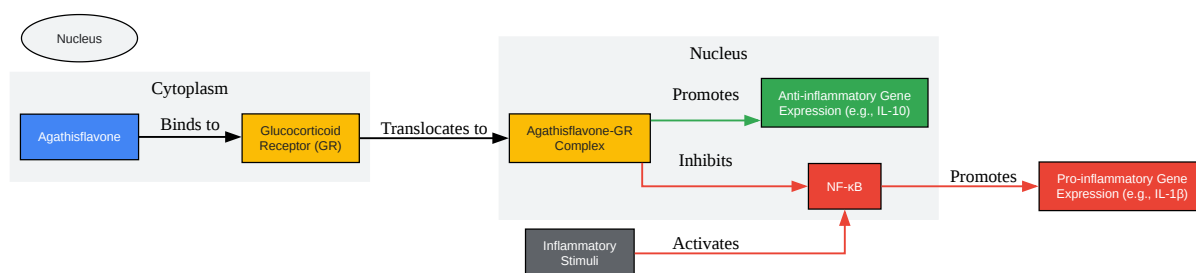 Nucleus
Cytoplasm
Agathisflavone
Binds to
Glucocorticoid
Receptor (GR)
Translocates to
Nucleus
Agathisflavone-GR
Complex
Promotes
Anti-inflammatory Gene
Expression (e.g., IL-10)
Inhibits
NF-κB
Promotes
Pro-inflammatory Gene
Expression (e.g., IL-1β)
Inflammatory
Stimuli
Activates